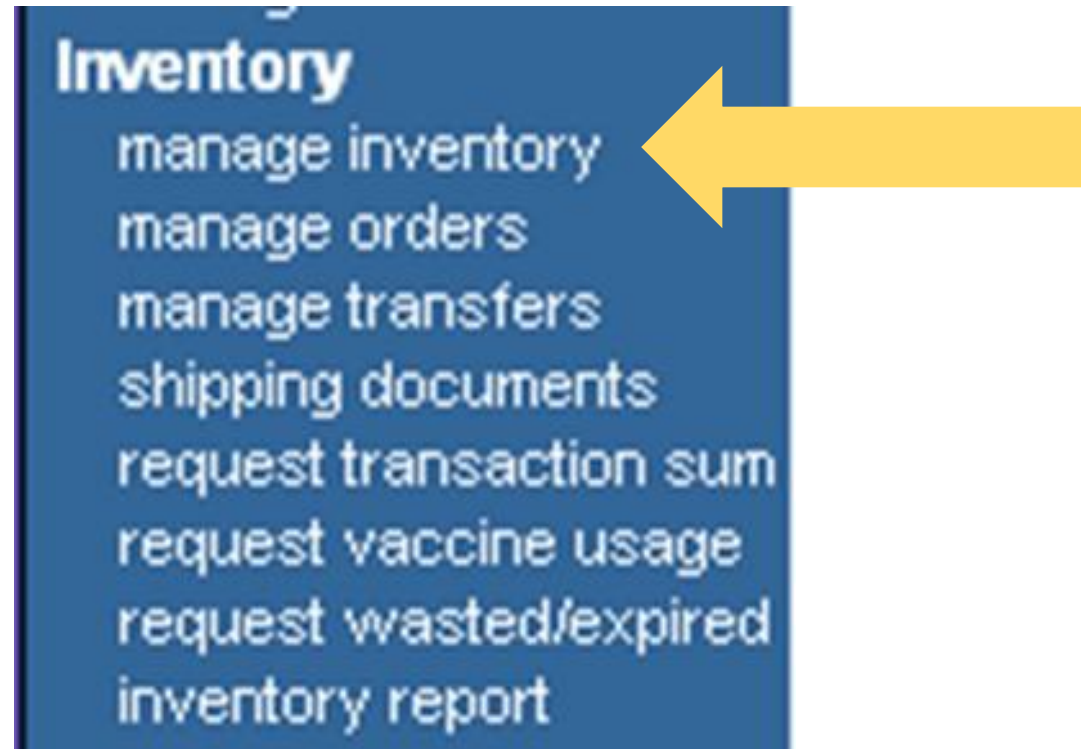 Inventory
manage inventory
manage orders
manage transfers
shipping documents
request transaction sum
request vaccine usage
request wasted/expired
inventory report